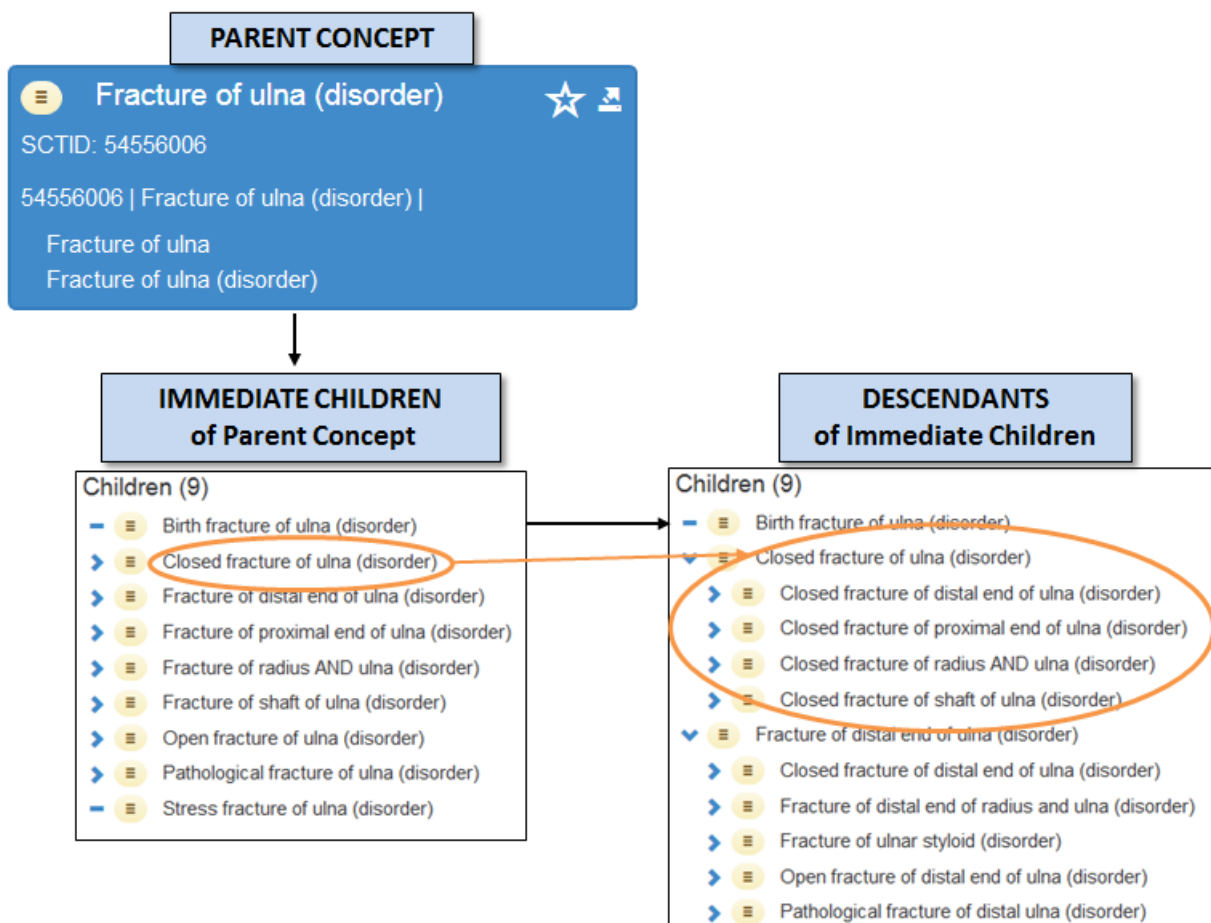 PARENT CONCEPT
Fracture of ulna (disorder)
SCTID: 54556006
54556006 | Fracture of ulna (disorder) |
Fracture of ulna
Fracture of ulna (disorder)
IMMEDIATE CHILDREN
of Parent Concept
Children (9)
Birth fracture of ulna (disorder)
Closed fracture of ulna (disorder)
Fracture of distal end of ulna (disorder)
Fracture of proximal end of ulna (disorder)
Fracture of radius AND ulna (disorder)
Fracture of shaft of ulna (disorder)
Open fracture of ulna (disorder)
Pathological fracture of ulna (disorder)
Stress fracture of ulna (disorder)
DESCENDANTS
of Immediate Children
Children (9)
Birth fracture of ulna (disorder)
Closed fracture of ulna (disorder)
Closed fracture of distal end of ulna (disorder)
Closed fracture of proximal end of ulna (disorder)
Closed fracture of radius AND ulna (disorder)
Closed fracture of shaft of ulna (disorder)
Fracture of distal end of ulna (disorder)
Closed fracture of distal end of ulna (disorder)
Fracture of distal end of radius and ulna (disorder)
Fracture of ulnar styloid (disorder)
Open fracture of distal end of ulna (disorder)
Pathological fracture of distal ulna (disorder)